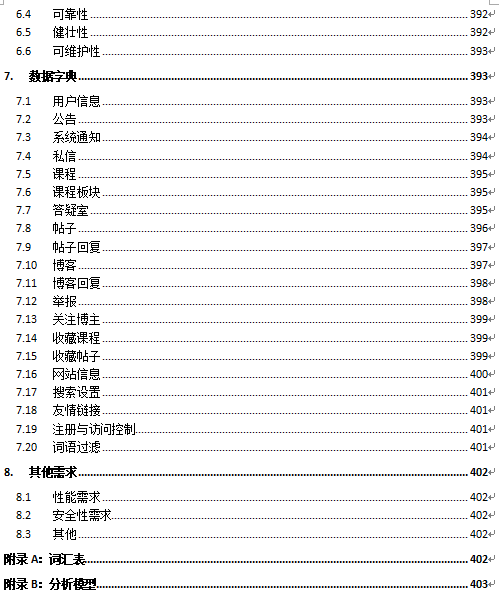 6.4 可靠性 392
6.5 健壮性 392
6.6 可维护性 393
7. 数据字典 393
7.1 用户信息 393
7.2 公告 393
7.3 系统通知 394
7.4 私信 394
7.5 课程 395
7.6 课程板块 395
7.7 答疑室 395
7.8 帖子 396
7.9 帖子回复 397
7.10 博客 397
7.11 博客回复 398
7.12 举报 398
7.13 关注博主 399
7.14 收藏课程 399
7.15 收藏帖子 399
7.16 网站信息 400
7.17 搜索设置 401
7.18 友情链接 401
7.19 注册与访问控制 401
7.20 词语过滤 401
8. 其他需求 402
8.1 性能需求 402
8.2 安全性需求 402
8.3 其他 402
附录 A：词汇表 402
附录 B：分析模型 403